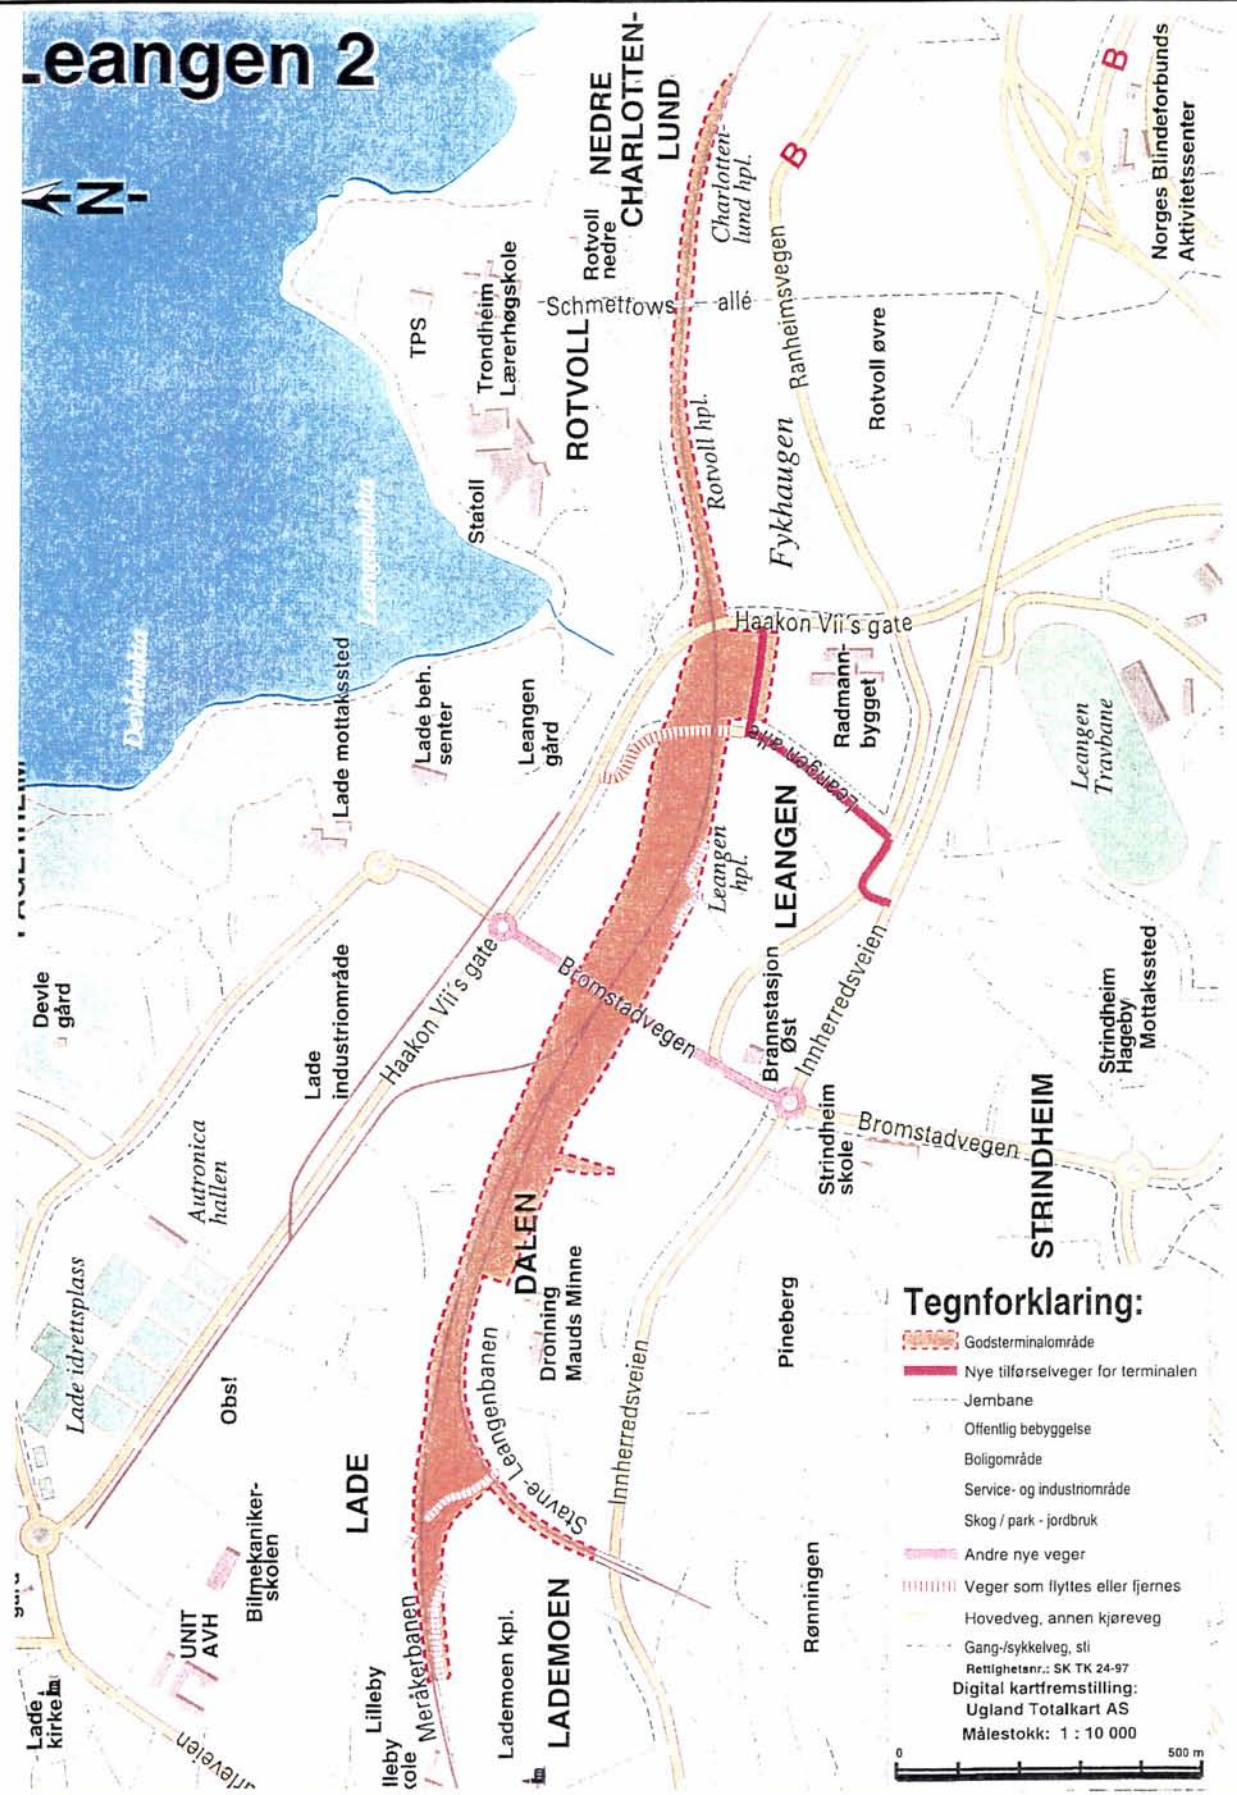 Leangen 2
N
NEDRE
CHARLOTTEN-
LUND
Charlotten-
lund hpl.
B
B
Norges Blindeforbunds
Aktivitetssenter
Rotvoll
nedre
Trondheim
Lærerhøgskole
TPS
Schmettows allé
Ranheimsvegen
ROTVOLL
Rotvoll øvre
Rotvoll hpl.
Fykhaugen
Statoll
Leangenbukta
Devlebukta
Haakon Vii's gate
Lade mottakssted
Lade beh.
senter
Leangen
gård
Radmann-
bygget
Leangen
Travbane
Leangen alle
LEANGEN
Leangen
hpl.
Devle
gård
Lade
industriområde
Haakon Vii's gate
Bromstadvegen
Brannstasjon
Øst
Innherredsveien
Strindheim
Hageby
Mottakssted
Autronica
hallen
Strindheim
skole
Bromstadvegen
STRINDHEIM
DALEN
Dronning
Mauds Minne
Lade idrettsplass
Obs!
Pineberg
Stavne-Leangenbanen
Innherredsveien
LADE
Bilmekaniker-
skolen
UNIT
AVH
Rønningen
Lade
kirke
Lilleby
lleby
kole
Meråkerbanen
Lademoen kpl.
LADEMOEN
Tegnforklaring:
Godsterminalområde
Nye tilførselveger for terminalen
Jernbane
Offentlig bebyggelse
Boligområde
Service- og industriområde
Skog / park - jordbruk
Andre nye veger
Veger som flyttes eller fjernes
Hovedveg, annen kjøreveg
Gang-/sykkelveg, sti
Rettighetsnr.: SK TK 24-97
Digital kartfremstilling:
Ugland Totalkart AS
Målestokk: 1 : 10 000
0 500 m